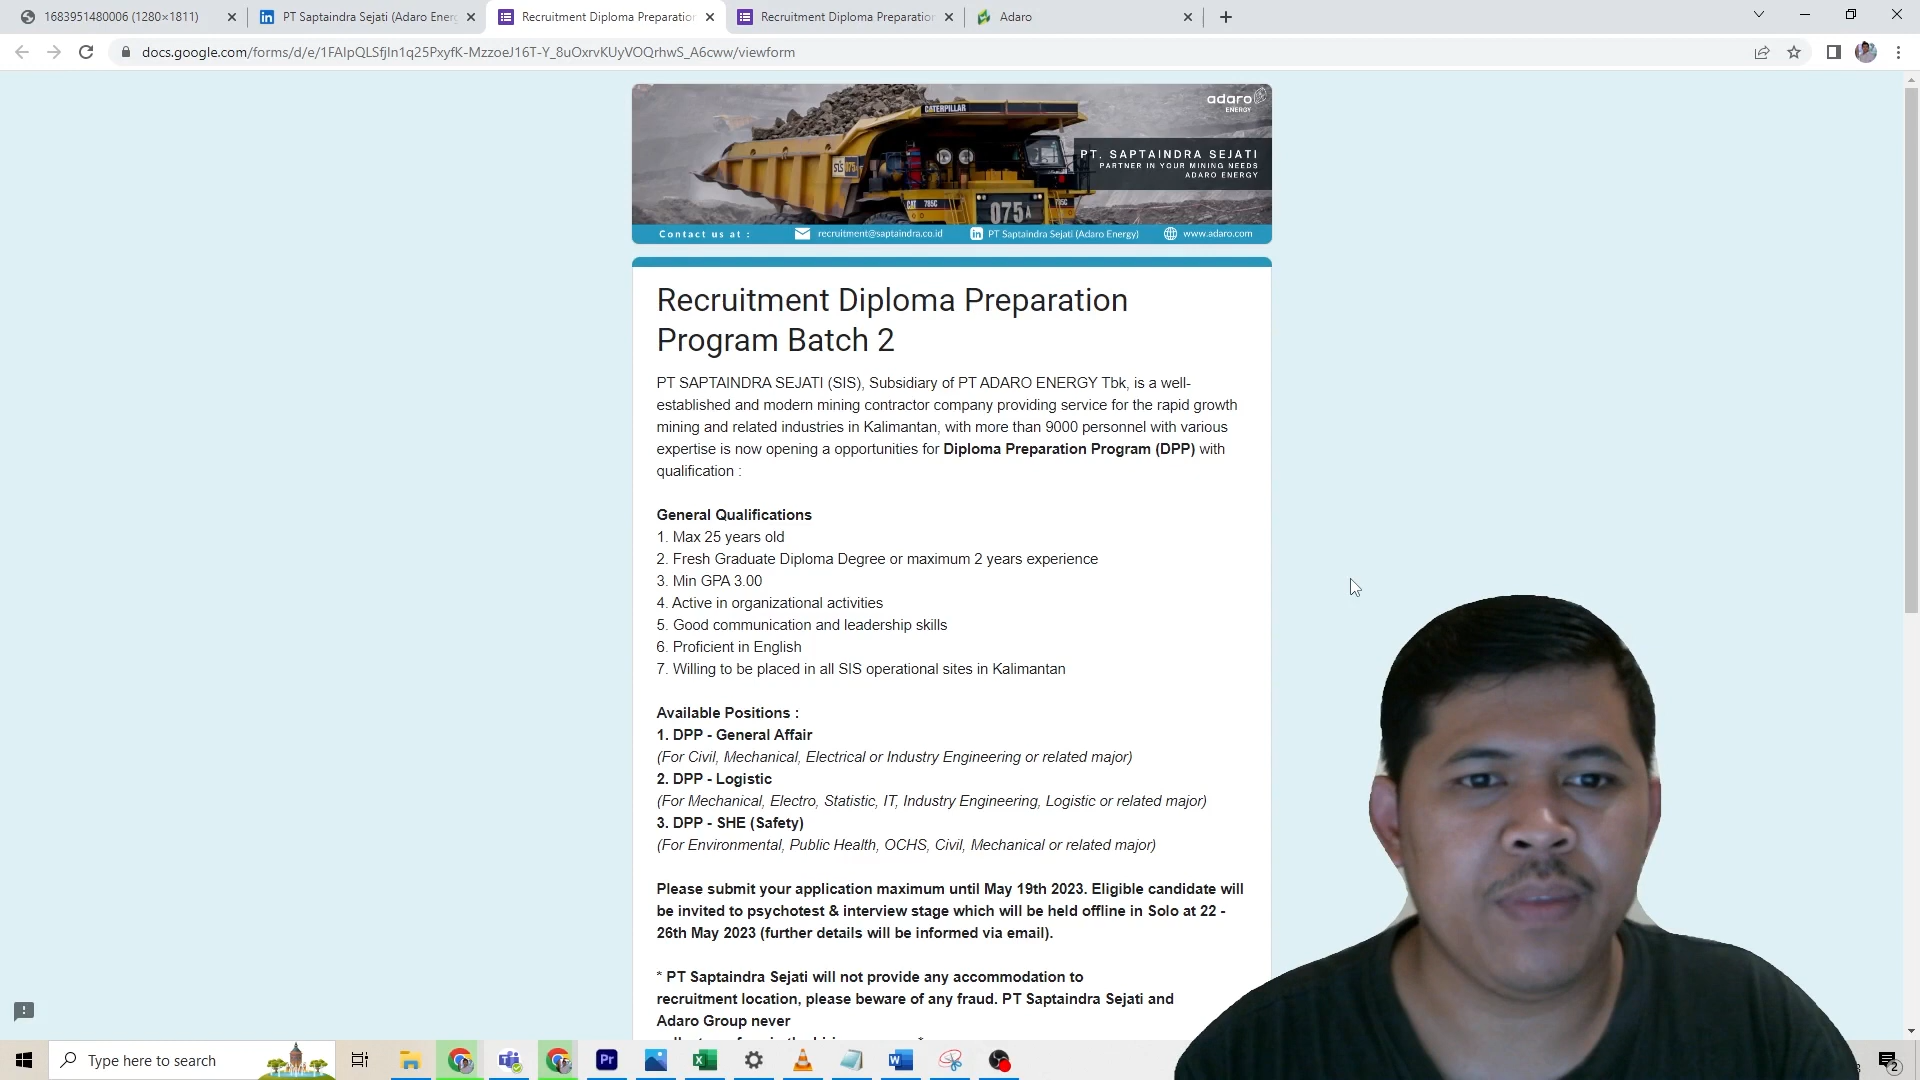 1683951480006 (1280×1811)
PT Saptaindra Sejati (Adaro Ener
Recruitment Diploma Preparation
Recruitment Diploma Preparation
Adaro
docs.google.com/forms/d/e/1FAIpQLSfjIn1q25PxyfK-MzzoeJ16T-Y_8uOxrvKUyVOQrhwS_A6cww/viewform
adaro
ENERGY
CATERPILLAR
SIS 075
CAT 785C
075A
785C
PT. SAPTAINDRA SEJATI
PARTNER IN YOUR MINING NEEDS
ADARO ENERGY
Contact us at :
recruitment@saptaindra.co.id
PT Saptaindra Sejati (Adaro Energy)
www.adaro.com
Recruitment Diploma Preparation
Program Batch 2
PT SAPTAINDRA SEJATI (SIS), Subsidiary of PT ADARO ENERGY Tbk, is a well-
established and modern mining contractor company providing service for the rapid growth
mining and related industries in Kalimantan, with more than 9000 personnel with various
expertise is now opening a opportunities for Diploma Preparation Program (DPP) with
qualification :
General Qualifications
1. Max 25 years old
2. Fresh Graduate Diploma Degree or maximum 2 years experience
3. Min GPA 3.00
4. Active in organizational activities
5. Good communication and leadership skills
6. Proficient in English
7. Willing to be placed in all SIS operational sites in Kalimantan
Available Positions :
1. DPP - General Affair
(For Civil, Mechanical, Electrical or Industry Engineering or related major)
2. DPP - Logistic
(For Mechanical, Electro, Statistic, IT, Industry Engineering, Logistic or related major)
3. DPP - SHE (Safety)
(For Environmental, Public Health, OCHS, Civil, Mechanical or related major)
Please submit your application maximum until May 19th 2023. Eligible candidate will
be invited to psychotest & interview stage which will be held offline in Solo at 22 -
26th May 2023 (further details will be informed via email).
* PT Saptaindra Sejati will not provide any accommodation to
recruitment location, please beware of any fraud. PT Saptaindra Sejati and
Adaro Group never
Type here to search
Pr
2